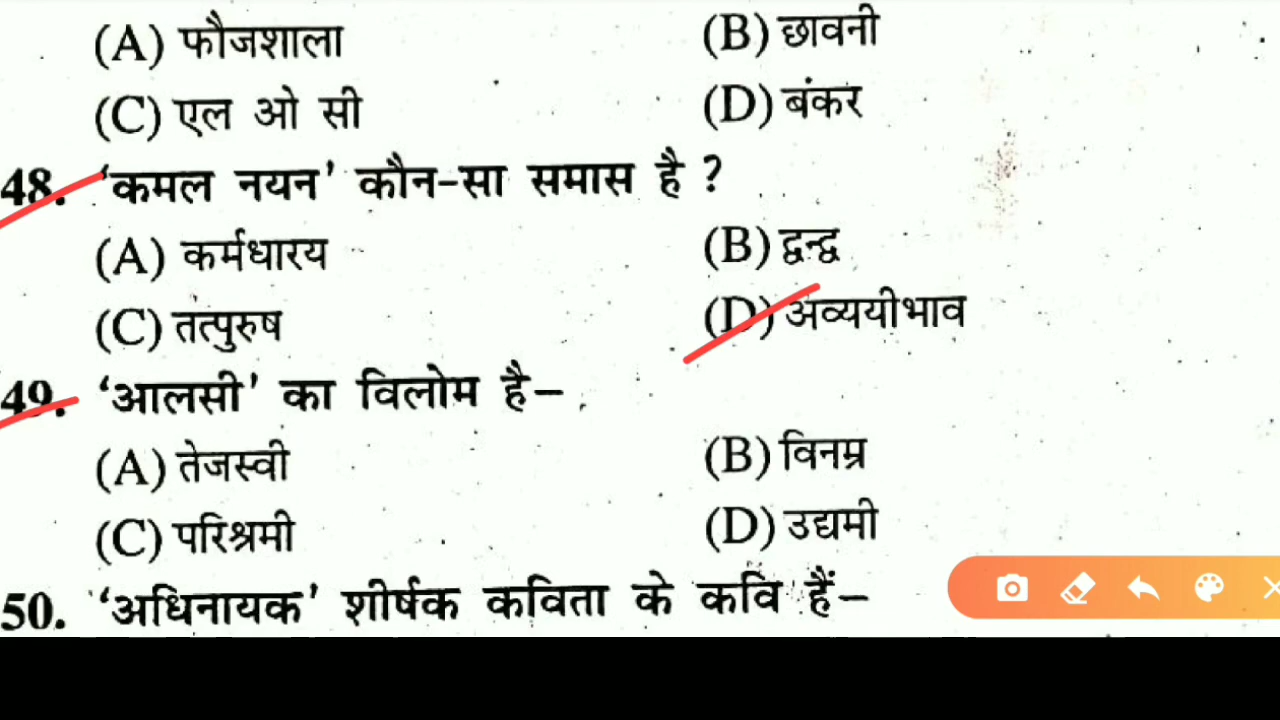 (A) फौजशाला (B) छावनी
(C) एल ओ सी (D) बंकर
48. 'कमल नयन' कौन-सा समास है ?
(A) कर्मधारय (B) द्वन्द्व
(C) तत्पुरुष (D) अव्ययीभाव
49. 'आलसी' का विलोम है–
(A) तेजस्वी (B) विनम्र
(C) परिश्रमी (D) उद्यमी
50. 'अधिनायक' शीर्षक कविता के कवि हैं–